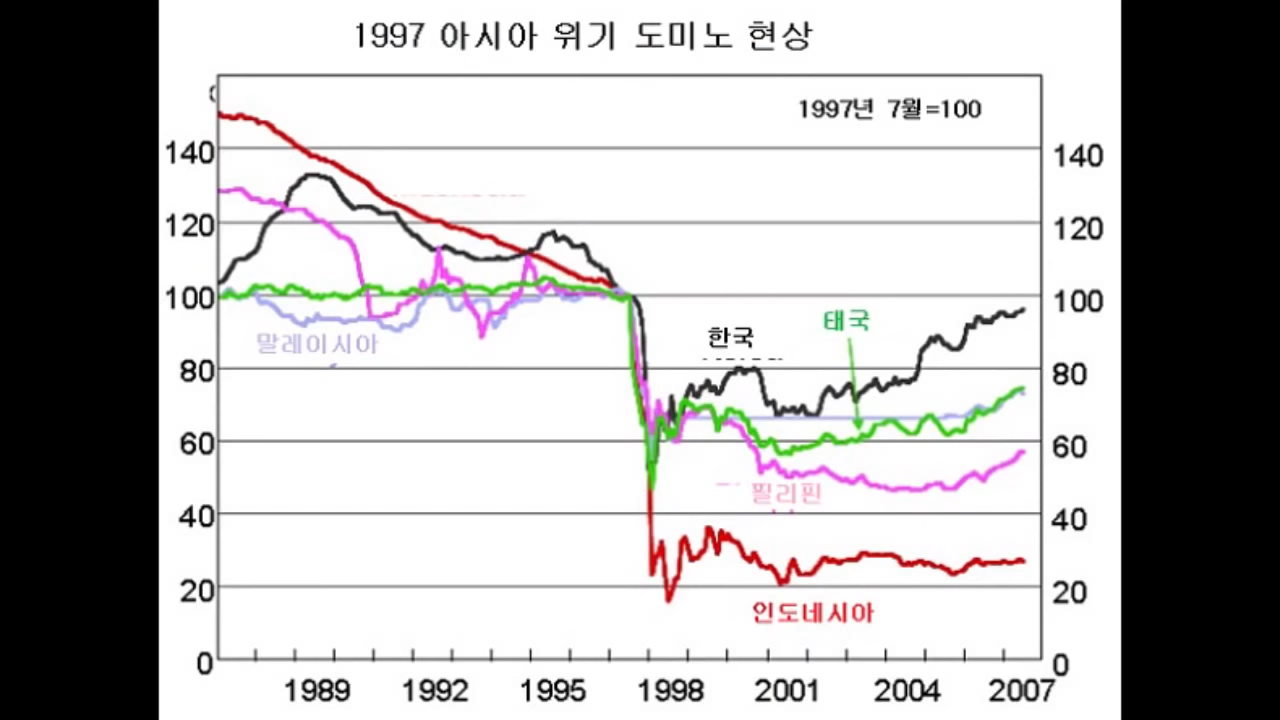 1997 아시아 위기 도미노 현상
1997년 7월=100
140 140
120 120
100 100
말레이시아
한국
태국
80 80
60 60
필리핀
40 40
20 20
인도네시아
0 0
1989 1992 1995 1998 2001 2004 2007